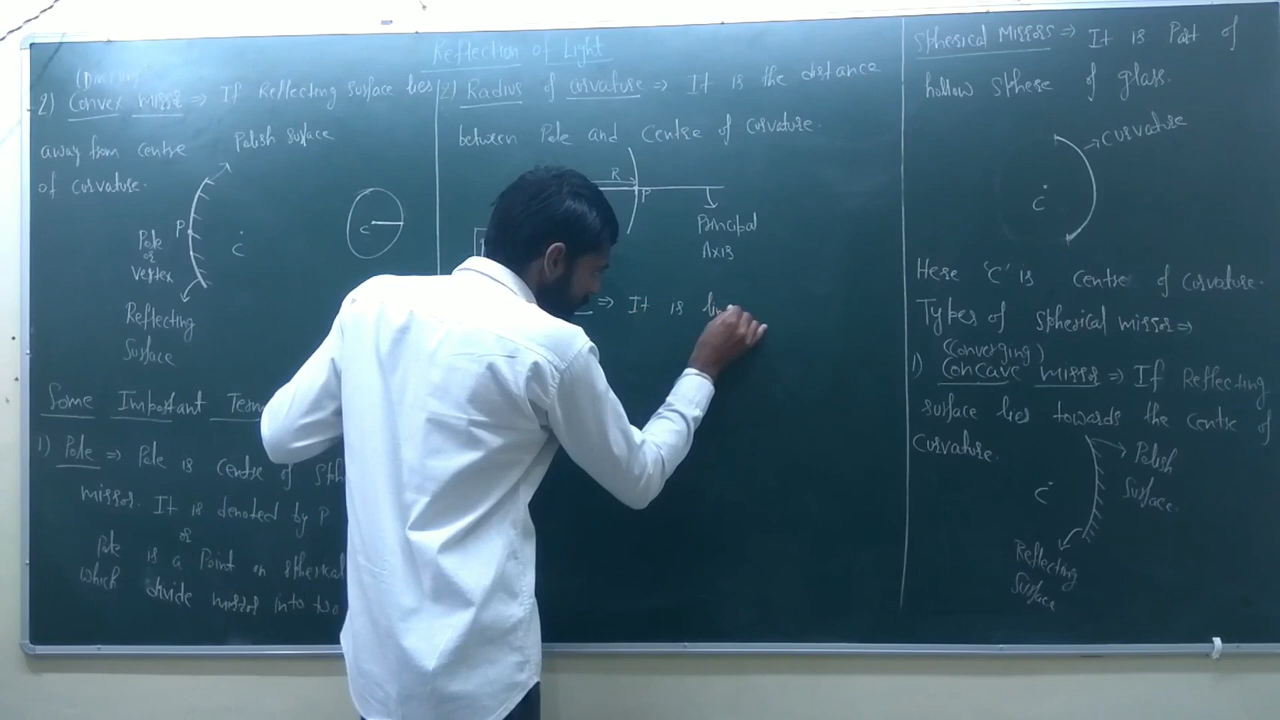 Reflection of Light
Spherical Mirror ⇒ It is Part of
hollow sphere of glass.
Curvature
C
Here 'C' is centre of curvature.
Types of spherical mirror ⇒
(Converging)
1) Concave mirror ⇒ If Reflecting
surface lies towards the centre of
curvature.
Polish
Surface.
C
Reflecting
Surface
2) Convex mirror ⇒ If Reflecting surface lies
away from centre
of curvature.
Polish surface
P
C
Pole
or
vertex
Reflecting
Surface
C
Some Important
1) Pole ⇒ Pole is centre of
mirror. It is denoted by P
or
Pole is a Point on
which divide mirror into two
2) Radius of curvature ⇒ It is the distance
between Pole and Centre of curvature.
R
P
Principal
Axis
⇒ It is